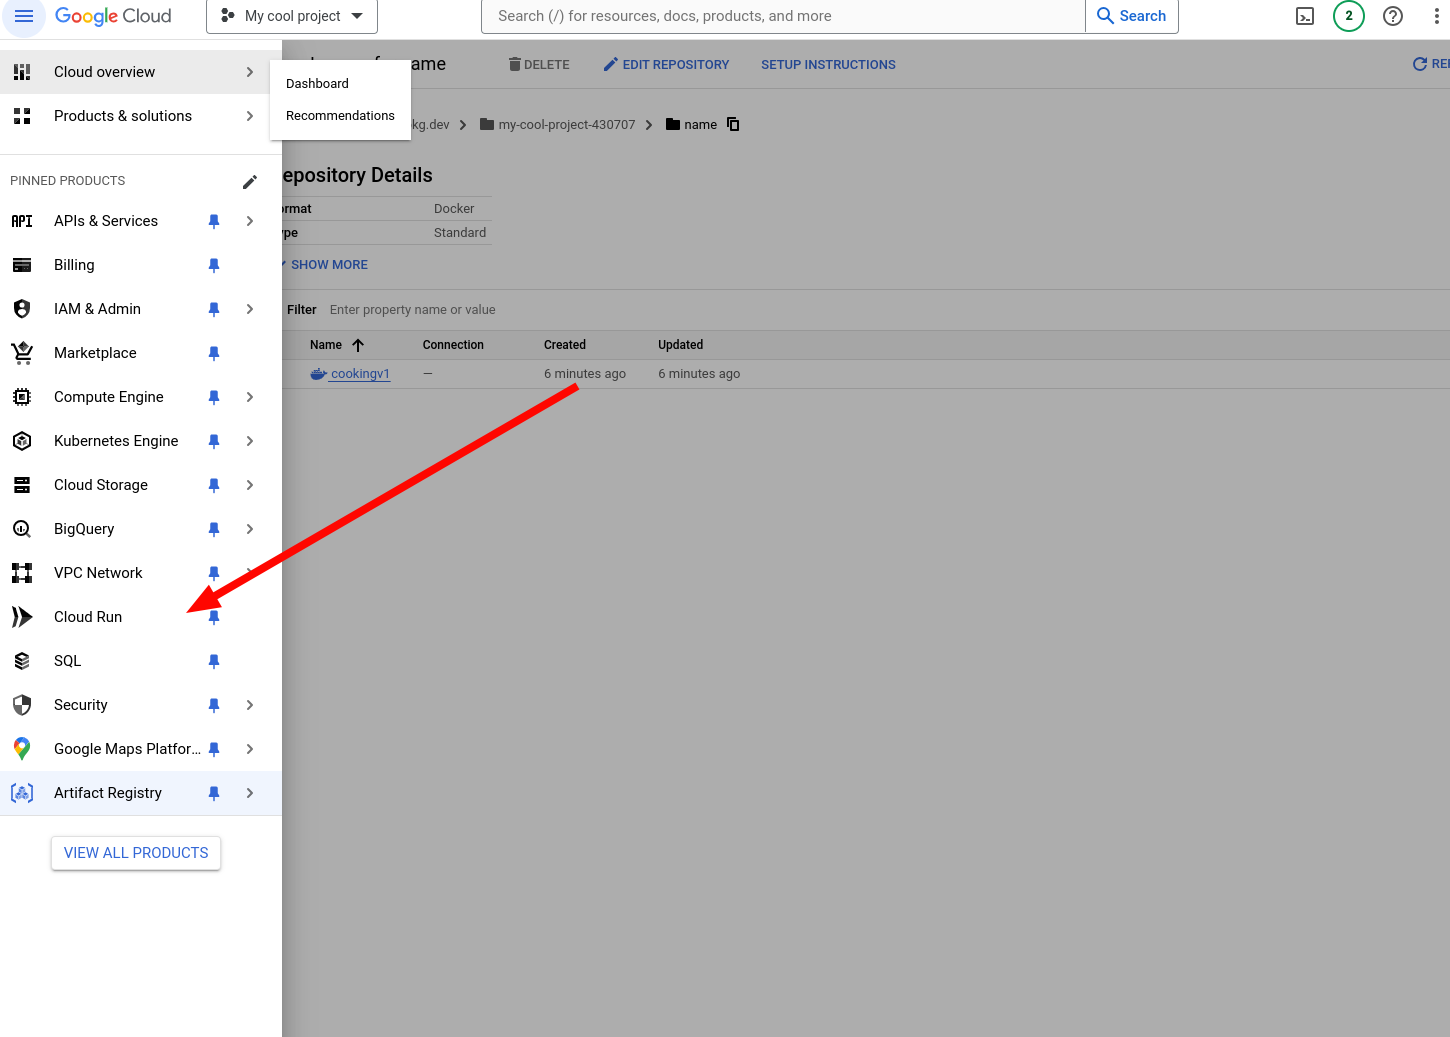 Google Cloud
My cool project
Search (/) for resources, docs, products, and more
Search
2
Cloud overview
Products & solutions
Dashboard
Recommendations
ame
DELETE
EDIT REPOSITORY
SETUP INSTRUCTIONS
kg.dev
my-cool-project-430707
name
PINNED PRODUCTS
APIs & Services
Billing
IAM & Admin
Marketplace
Compute Engine
Kubernetes Engine
Cloud Storage
BigQuery
VPC Network
Cloud Run
SQL
Security
Google Maps Platfor...
Artifact Registry
VIEW ALL PRODUCTS
epository Details
ormat Docker
ype Standard
SHOW MORE
Filter Enter property name or value
Name Connection Created Updated
cookingv1 — 6 minutes ago 6 minutes ago